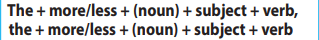 The + more/less + (noun) + subject + verb,
the + more/less + (noun) + subject + verb